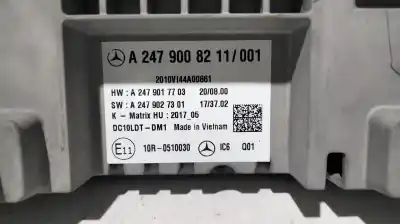 A 247 900 82 11/001
2010VI44A00861
HW: A 247 901 77 03 20/08.00
SW: A 247 902 73 01 17/37.02
K - Matrix HU : 2017_05
DC10LDT-DM1 Made in Vietnam
E11 10R-0510030 IC6 Q01